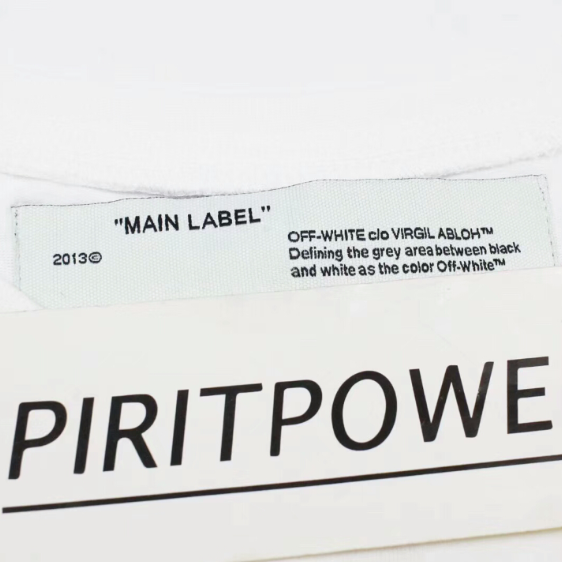 "MAIN LABEL"
2013©
OFF-WHITE c/o VIRGIL ABLOH™
Defining the grey area between black
and white as the color Off-White™
PIRITPOWE